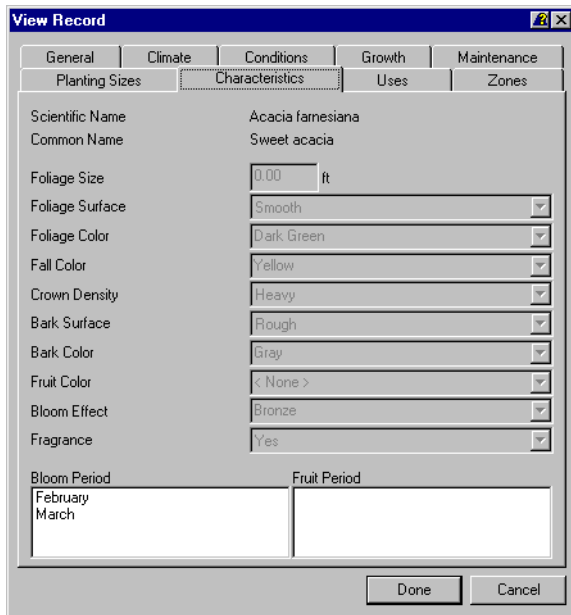 View Record
General Climate Conditions Growth Maintenance
Planting Sizes Characteristics Uses Zones
Scientific Name Acacia farnesiana
Common Name Sweet acacia
Foliage Size 0.00 ft
Foliage Surface Smooth
Foliage Color Dark Green
Fall Color Yellow
Crown Density Heavy
Bark Surface Rough
Bark Color Gray
Fruit Color < None >
Bloom Effect Bronze
Fragrance Yes
Bloom Period Fruit Period
February
March
Done Cancel